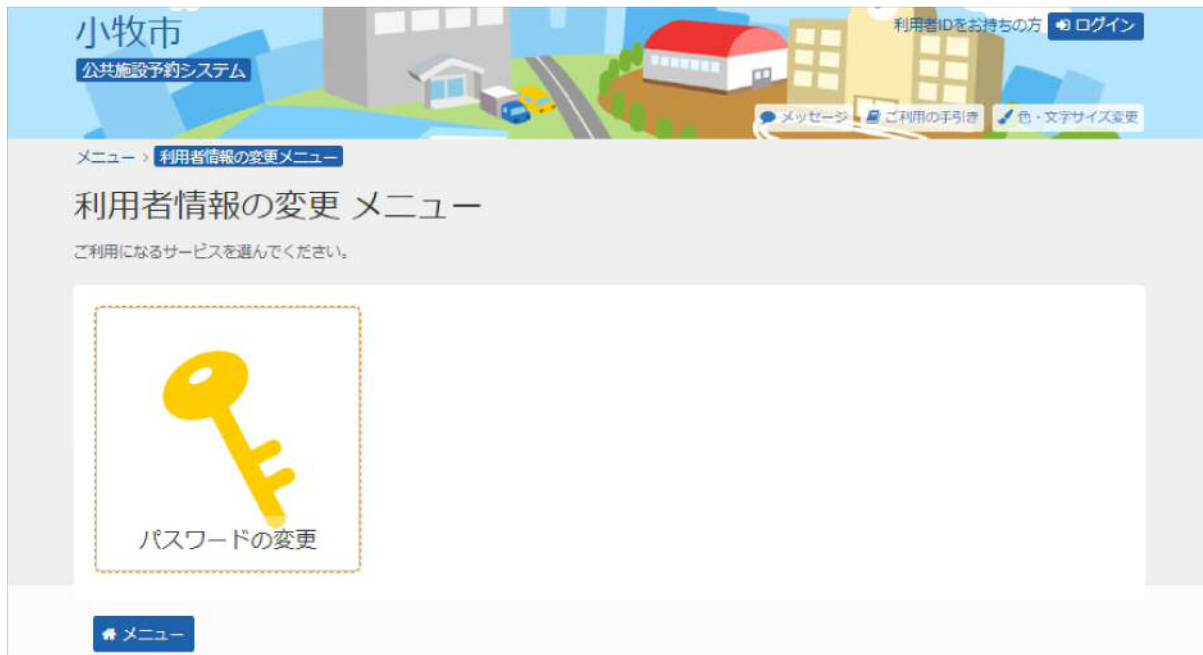 小牧市
利用者IDをお持ちの方 ログイン
公共施設予約システム
メッセージ ご利用の手引き 色・文字サイズ変更
メニュー > 利用者情報の変更メニュー
利用者情報の変更 メニュー
ご利用になるサービスを選んでください。
パスワードの変更
メニュー